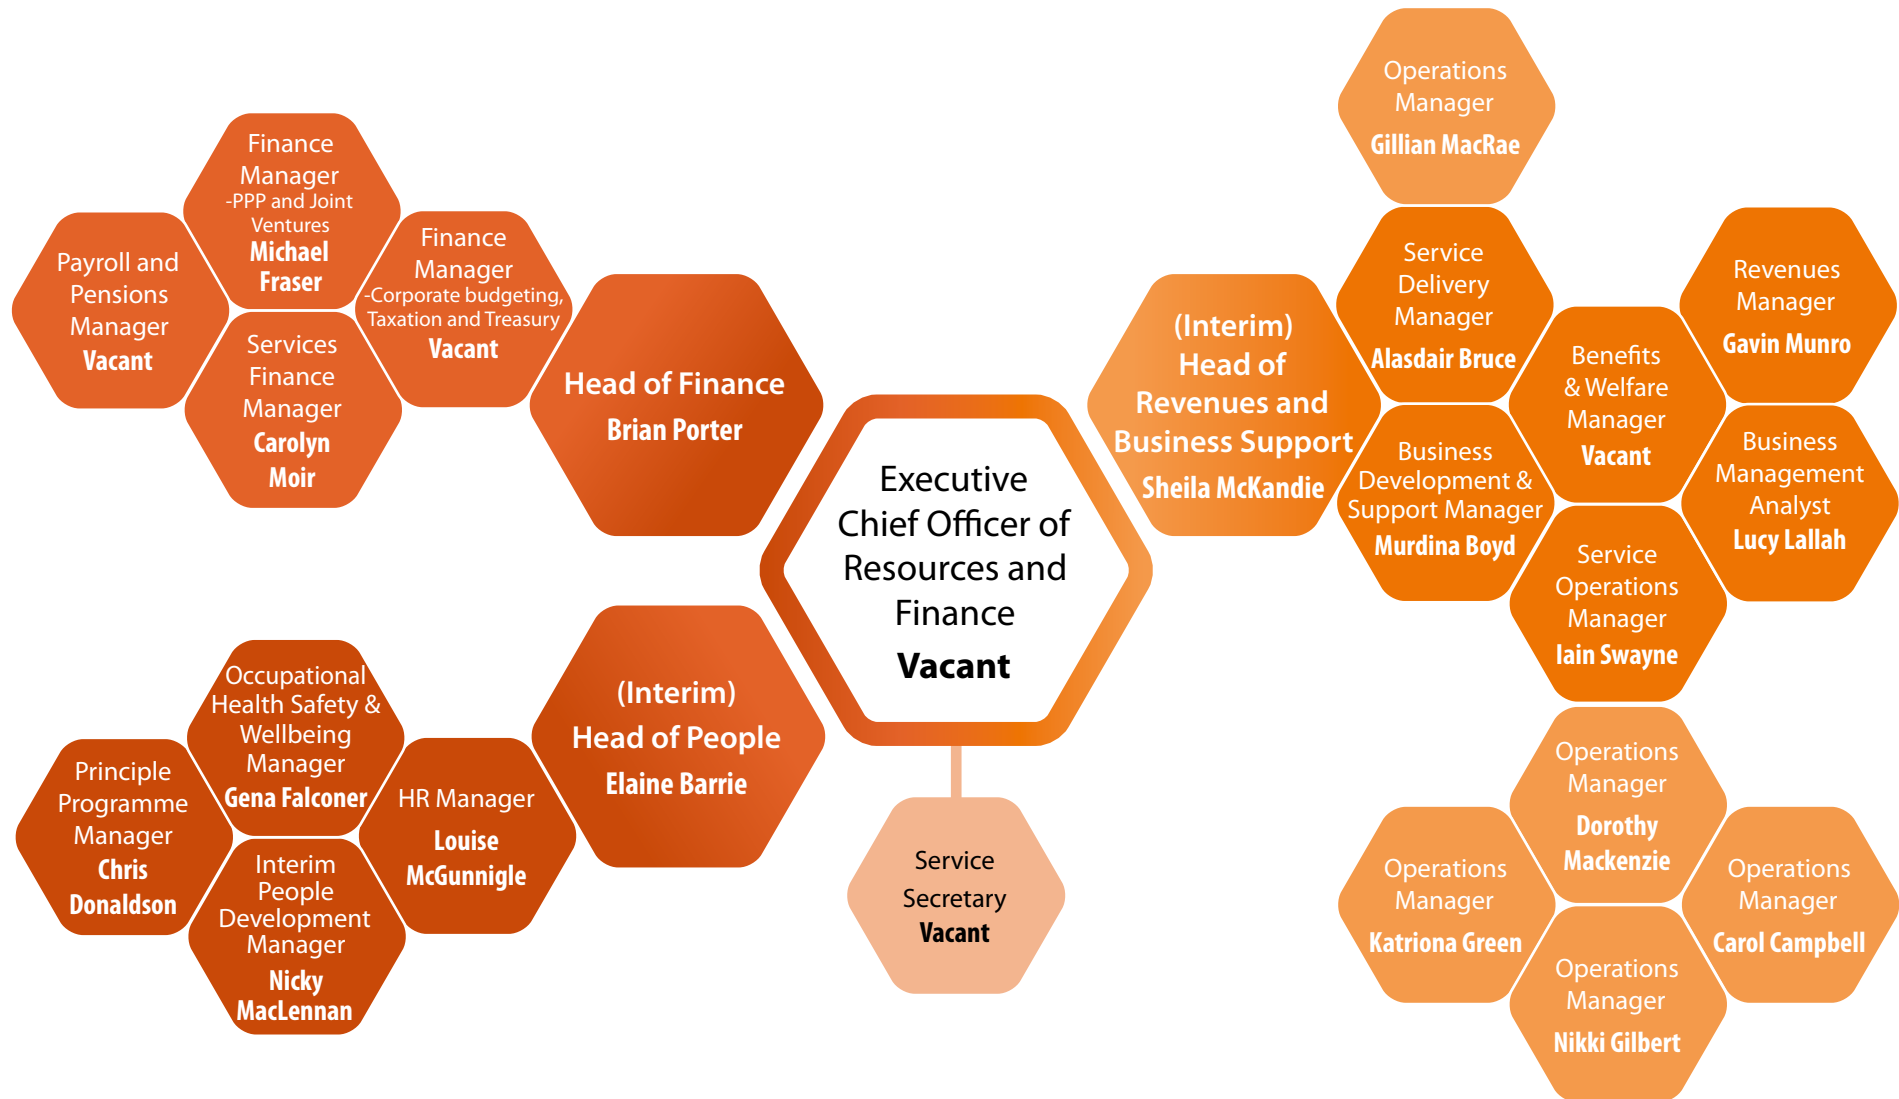 Finance
Manager
-PPP and Joint
Ventures
Michael
Fraser
Payroll and
Pensions
Manager
Vacant
Finance
Manager
-Corporate budgeting,
Taxation and Treasury
Vacant
Services
Finance
Manager
Carolyn
Moir
Head of Finance
Brian Porter
Executive
Chief Officer of
Resources and
Finance
Vacant
Service
Secretary
Vacant
(Interim)
Head of People
Elaine Barrie
Occupational
Health Safety &
Wellbeing
Manager
Gena Falconer
Principle
Programme
Manager
Chris
Donaldson
HR Manager
Louise
McGunnigle
Interim
People
Development
Manager
Nicky
MacLennan
(Interim)
Head of
Revenues and
Business Support
Sheila McKandie
Operations
Manager
Gillian MacRae
Service
Delivery
Manager
Alasdair Bruce
Business
Development &
Support Manager
Murdina Boyd
Benefits
& Welfare
Manager
Vacant
Revenues
Manager
Gavin Munro
Business
Management
Analyst
Lucy Lallah
Service
Operations
Manager
Iain Swayne
Operations
Manager
Dorothy
Mackenzie
Operations
Manager
Katriona Green
Operations
Manager
Carol Campbell
Operations
Manager
Nikki Gilbert